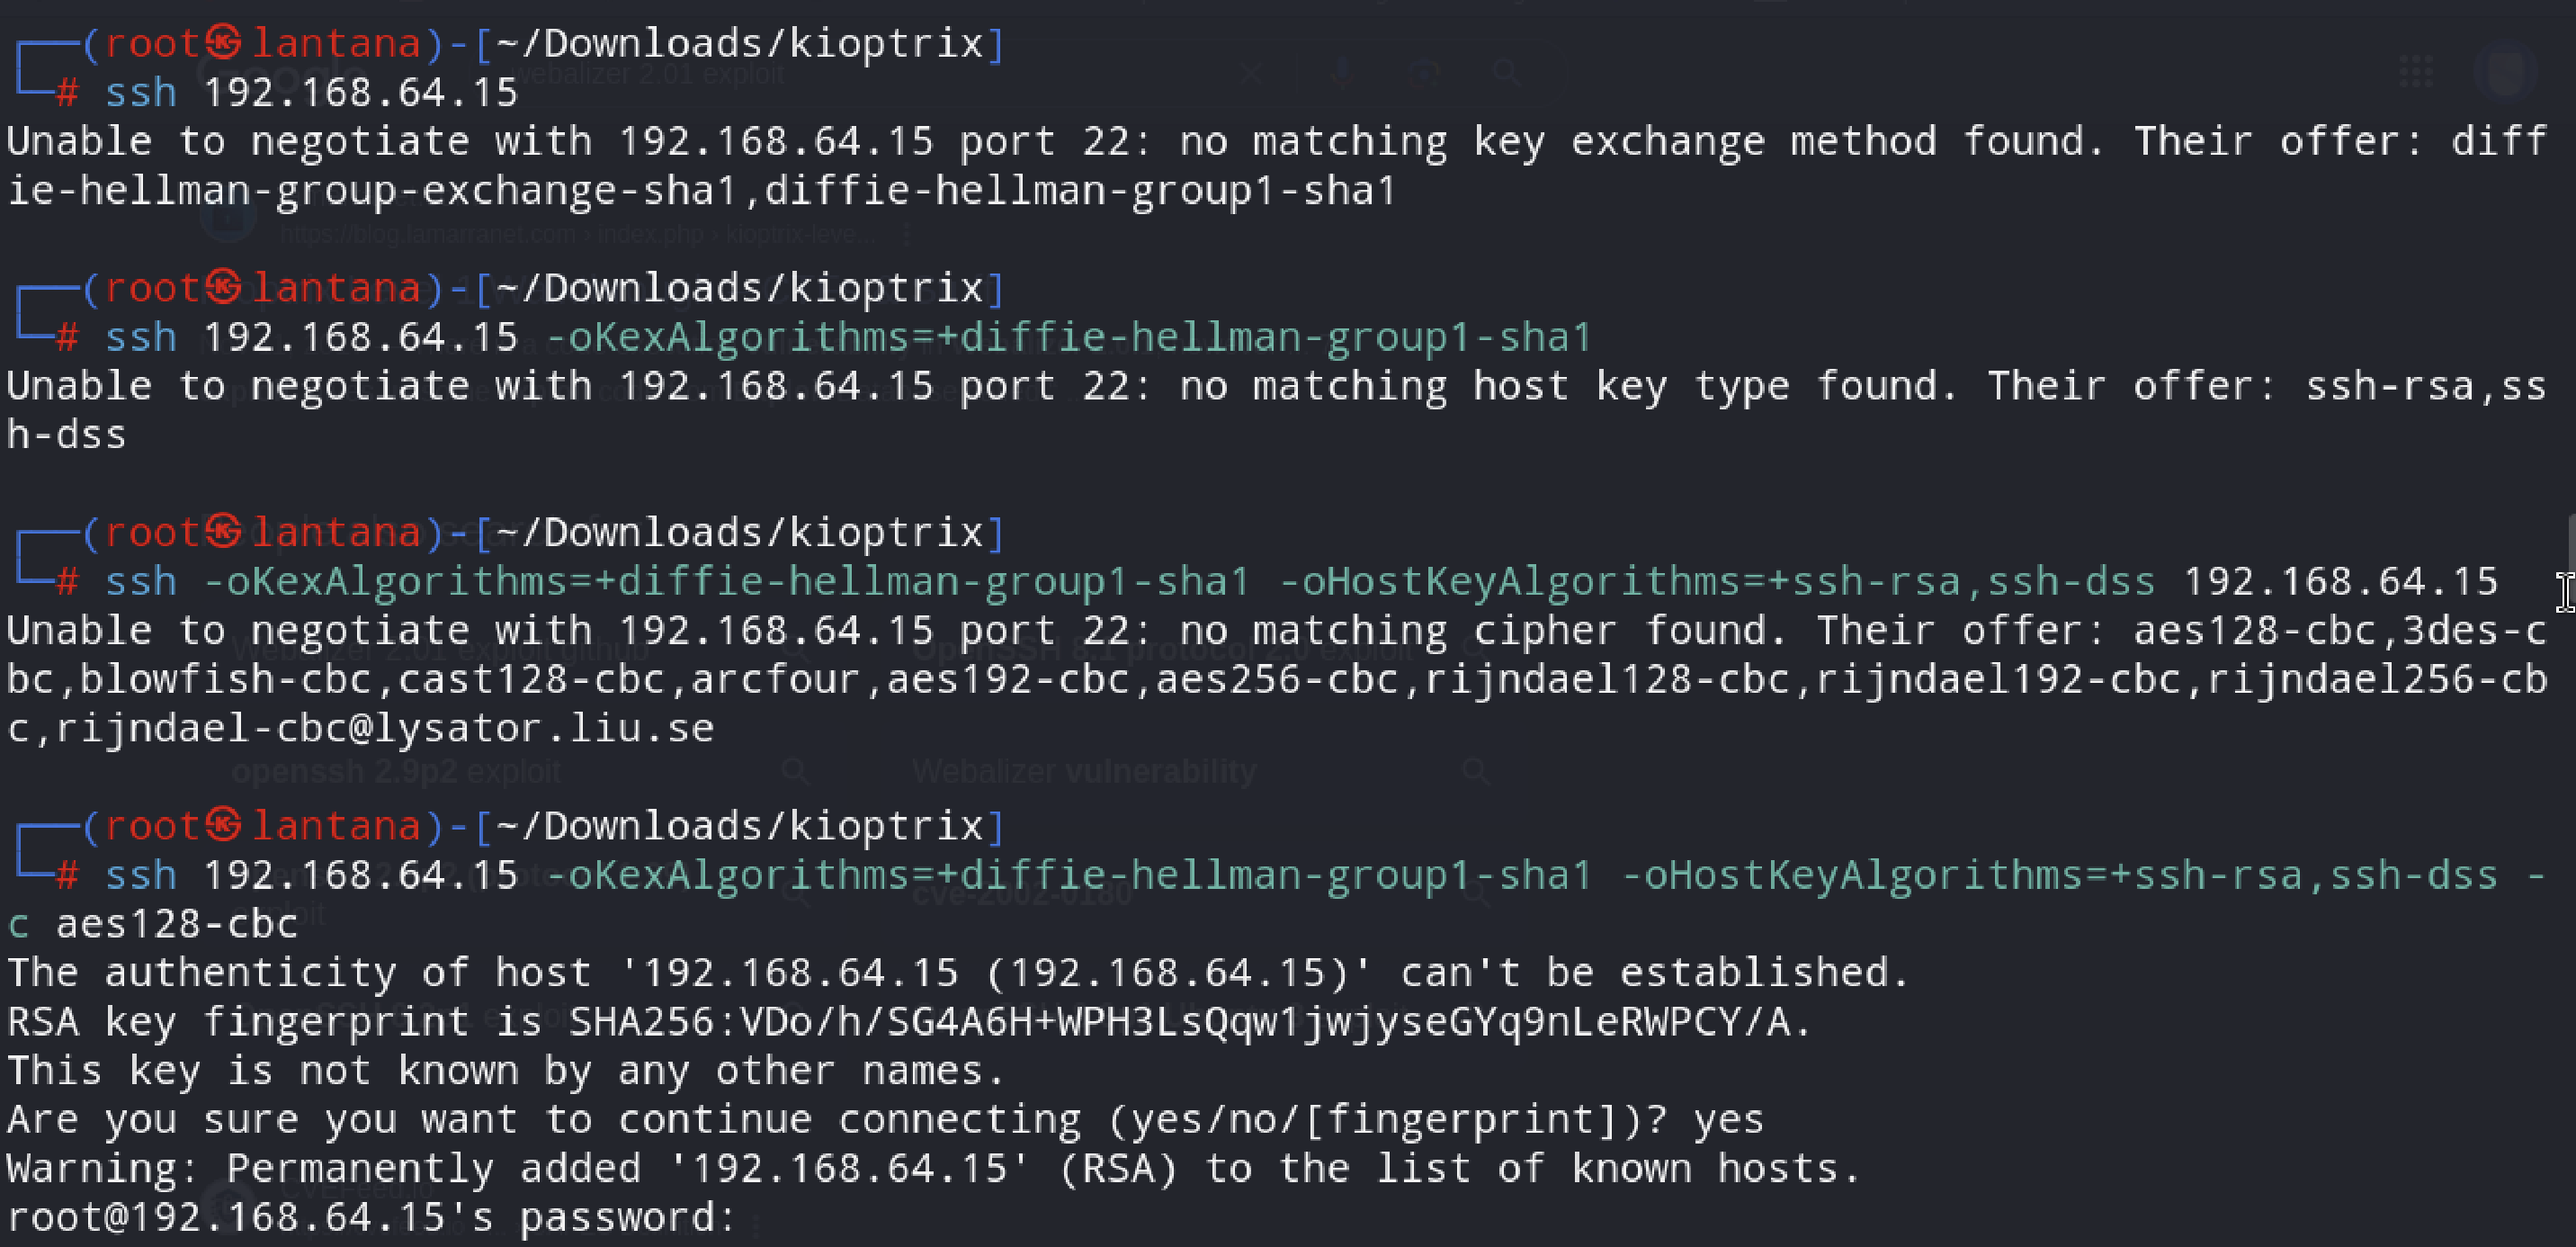 ┌──(root㉿lantana)-[~/Downloads/kioptrix]
└─# ssh 192.168.64.15
Unable to negotiate with 192.168.64.15 port 22: no matching key exchange method found. Their offer: diff
ie-hellman-group-exchange-sha1,diffie-hellman-group1-sha1
┌──(root㉿lantana)-[~/Downloads/kioptrix]
└─# ssh 192.168.64.15 -oKexAlgorithms=+diffie-hellman-group1-sha1
Unable to negotiate with 192.168.64.15 port 22: no matching host key type found. Their offer: ssh-rsa,ss
h-dss
┌──(root㉿lantana)-[~/Downloads/kioptrix]
└─# ssh -oKexAlgorithms=+diffie-hellman-group1-sha1 -oHostKeyAlgorithms=+ssh-rsa,ssh-dss 192.168.64.15
Unable to negotiate with 192.168.64.15 port 22: no matching cipher found. Their offer: aes128-cbc,3des-c
bc,blowfish-cbc,cast128-cbc,arcfour,aes192-cbc,aes256-cbc,rijndael128-cbc,rijndael192-cbc,rijndael256-cb
c,rijndael-cbc@lysator.liu.se
┌──(root㉿lantana)-[~/Downloads/kioptrix]
└─# ssh 192.168.64.15 -oKexAlgorithms=+diffie-hellman-group1-sha1 -oHostKeyAlgorithms=+ssh-rsa,ssh-dss -
c aes128-cbc
The authenticity of host '192.168.64.15 (192.168.64.15)' can't be established.
RSA key fingerprint is SHA256:VDo/h/SG4A6H+WPH3LsQqw1jwjyseGYq9nLeRWPCY/A.
This key is not known by any other names.
Are you sure you want to continue connecting (yes/no/[fingerprint])? yes
Warning: Permanently added '192.168.64.15' (RSA) to the list of known hosts.
root@192.168.64.15's password: